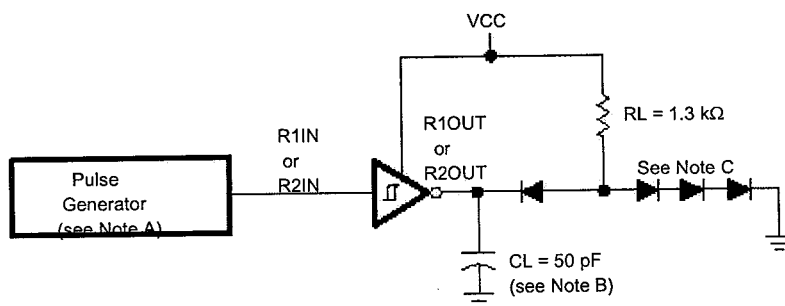 VCC
RL = 1.3 kΩ
R1IN
or
R2IN
R1OUT
or
R2OUT
See Note C
Pulse
Generator
(see Note A)
CL = 50 pF
(see Note B)